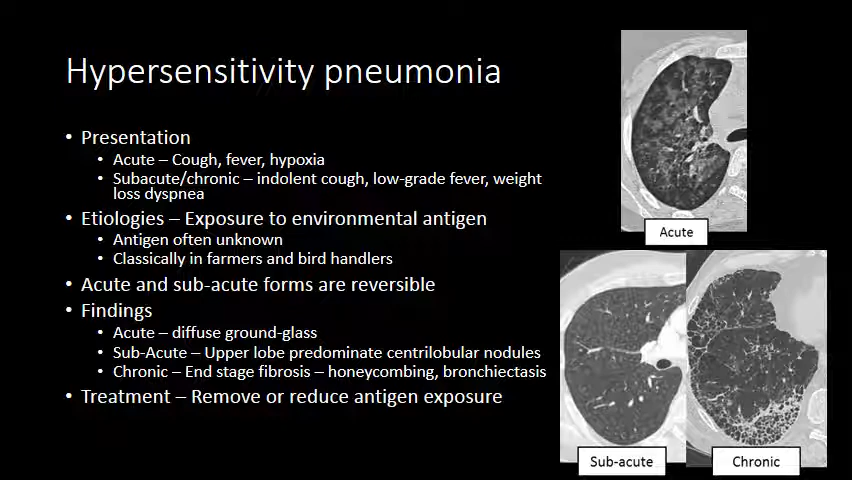 Hypersensitivity pneumonia
• Presentation
• Acute – Cough, fever, hypoxia
• Subacute/chronic – indolent cough, low-grade fever, weight
loss dyspnea
• Etiologies – Exposure to environmental antigen
• Antigen often unknown
• Classically in farmers and bird handlers
• Acute and sub-acute forms are reversible
• Findings
• Acute – diffuse ground-glass
• Sub-Acute – Upper lobe predominate centrilobular nodules
• Chronic – End stage fibrosis – honeycombing, bronchiectasis
• Treatment – Remove or reduce antigen exposure
Acute
Sub-acute
Chronic